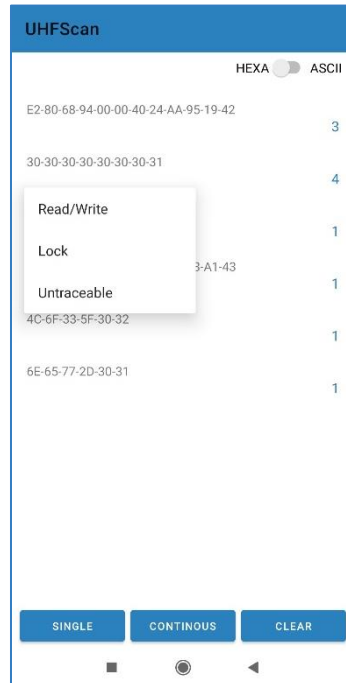 UHFScan
HEXA ASCII
E2-80-68-94-00-00-40-24-AA-95-19-42
3
30-30-30-30-30-30-30-31
4
Read/Write
1
Lock
-A1-43
Untraceable
1
4C-6F-33-5F-30-32
1
6E-65-77-2D-30-31
1
SINGLE CONTINOUS CLEAR